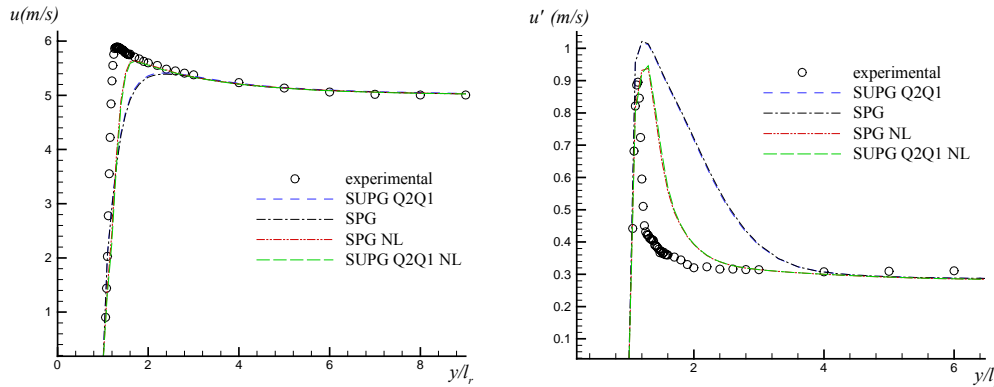 u(m/s)
6
5
4
3
2
1
0
2
4
6
8
y/l_r
experimental
SUPG Q2Q1
SPG
SPG NL
SUPG Q2Q1 NL
u' (m/s)
1
0.9
0.8
0.7
0.6
0.5
0.4
0.3
0.2
0.1
2
4
6
y/l
experimental
SUPG Q2Q1
SPG
SPG NL
SUPG Q2Q1 NL